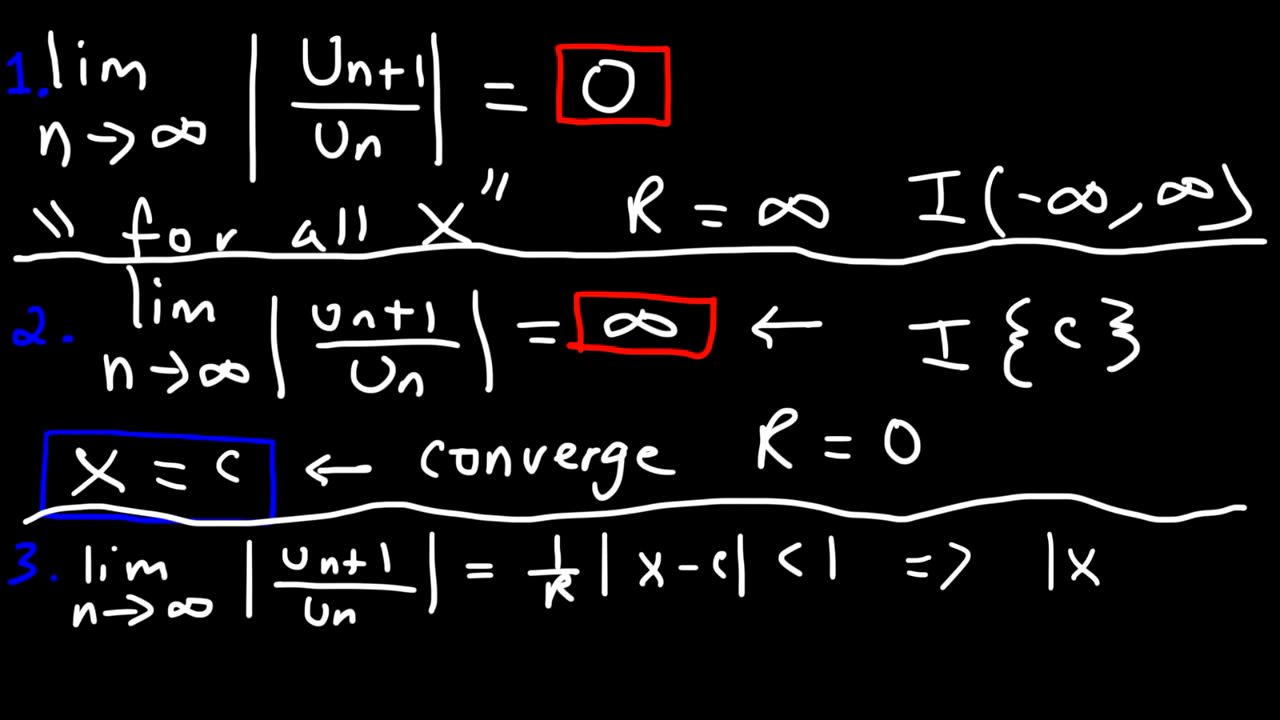 1. lim n→∞ | Un+1 / Un | = 0
"for all X" R = ∞ I(-∞, ∞)
2. lim n→∞ | Un+1 / Un | = ∞ ← I {c}
X = c ← converge R = 0
3. lim n→∞ | Un+1 / Un | = 1/R | x - c | < 1 => |x